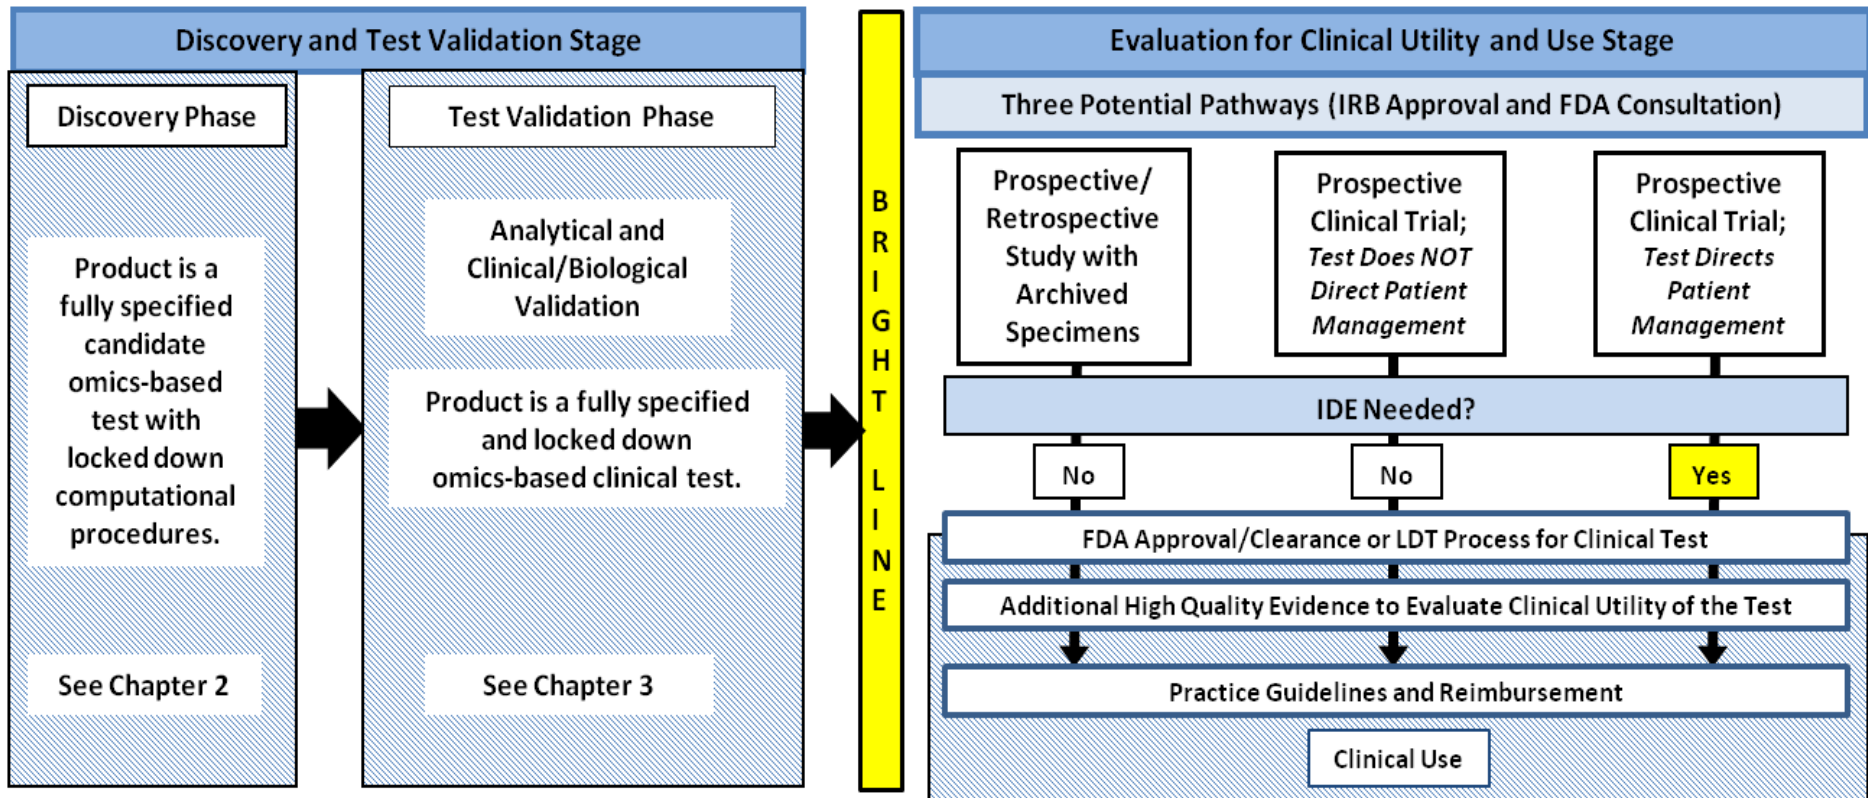 Discovery and Test Validation Stage
Discovery Phase
Product is a
fully specified
candidate
omics-based
test with
locked down
computational
procedures.
See Chapter 2
Test Validation Phase
Analytical and
Clinical/Biological
Validation
Product is a fully specified
and locked down
omics-based clinical test.
See Chapter 3
BRIGHT LINE
Evaluation for Clinical Utility and Use Stage
Three Potential Pathways (IRB Approval and FDA Consultation)
Prospective/
Retrospective
Study with
Archived
Specimens
Prospective
Clinical Trial;
Test Does NOT
Direct Patient
Management
Prospective
Clinical Trial;
Test Directs
Patient
Management
IDE Needed?
No
No
Yes
FDA Approval/Clearance or LDT Process for Clinical Test
Additional High Quality Evidence to Evaluate Clinical Utility of the Test
Practice Guidelines and Reimbursement
Clinical Use